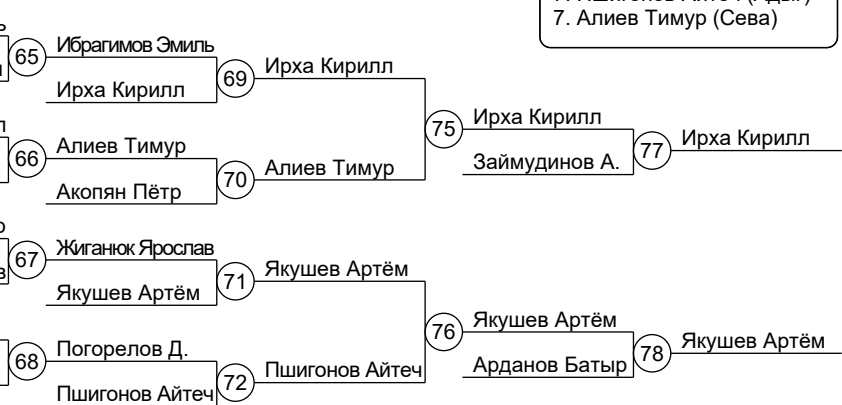 7. Алиев Тимур (Сева)
65
Ибрагимов Эмиль
69
Ирха Кирилл
Ирха Кирилл
75
Ирха Кирилл
77
Ирха Кирилл
66
Алиев Тимур
70
Алиев Тимур
Займудинов А.
Акопян Пётр
67
Жиганюк Ярослав
71
Якушев Артём
Якушев Артём
76
Якушев Артём
78
Якушев Артём
68
Погорелов Д.
72
Пшигонов Айтеч
Арданов Батыр
Пшигонов Айтеч